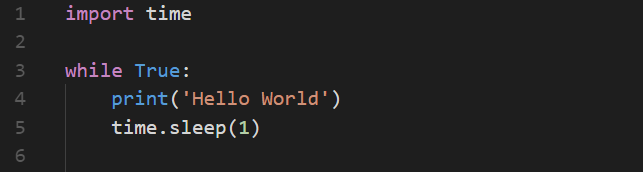 1 import time
2
3 while True:
4     print('Hello World')
5     time.sleep(1)
6